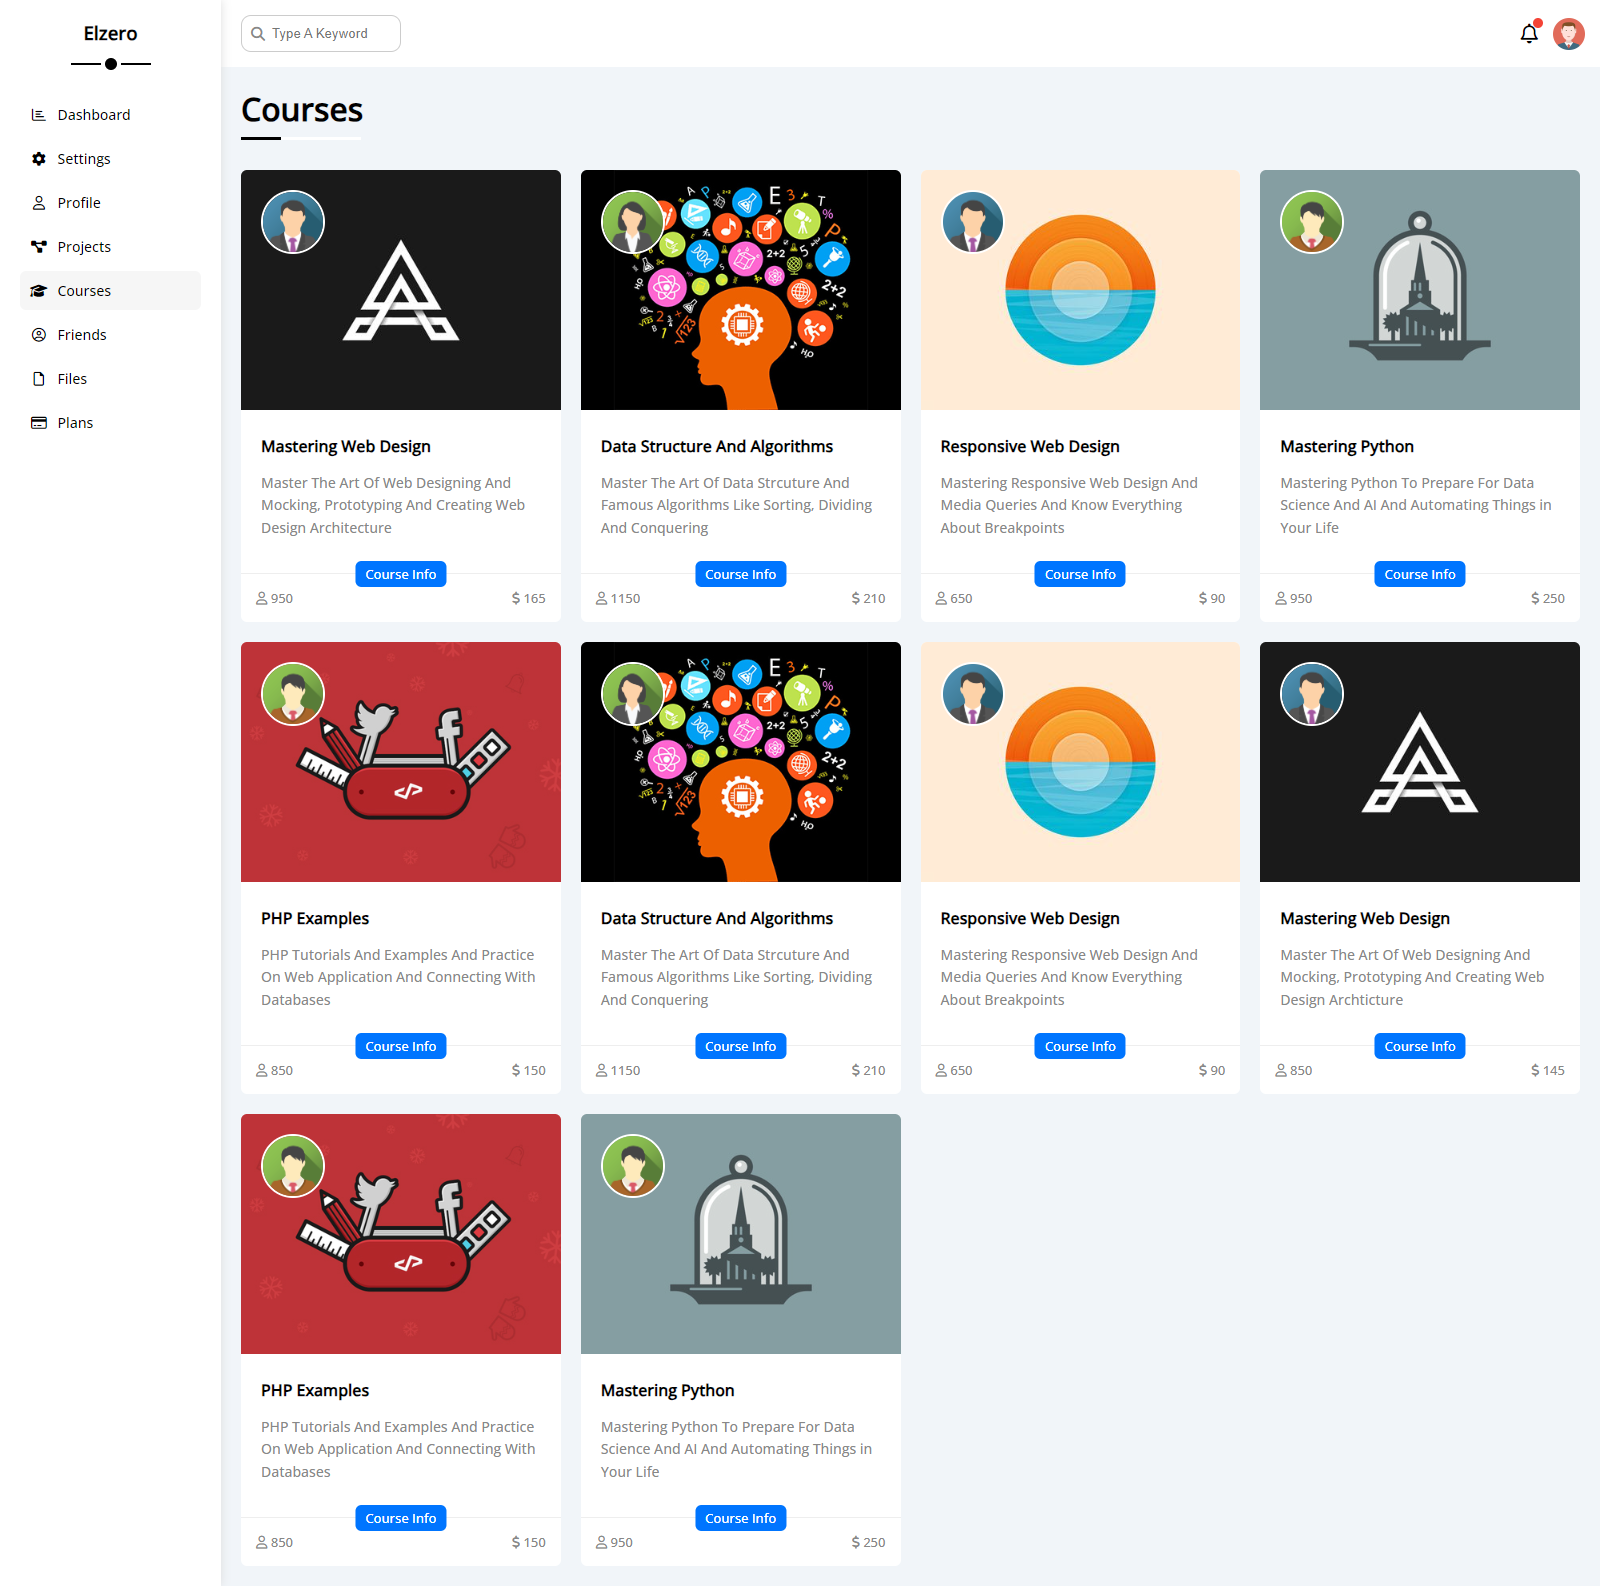 Elzero
Type A Keyword
Dashboard
Settings
Profile
Projects
Courses
Friends
Files
Plans
Courses
Mastering Web Design
Master The Art Of Web Designing And
Mocking, Prototyping And Creating Web
Design Architecture
Course Info
950
$ 165
Data Structure And Algorithms
Master The Art Of Data Strcuture And
Famous Algorithms Like Sorting, Dividing
And Conquering
Course Info
1150
$ 210
Responsive Web Design
Mastering Responsive Web Design And
Media Queries And Know Everything
About Breakpoints
Course Info
650
$ 90
Mastering Python
Mastering Python To Prepare For Data
Science And AI And Automating Things in
Your Life
Course Info
950
$ 250
PHP Examples
PHP Tutorials And Examples And Practice
On Web Application And Connecting With
Databases
Course Info
850
$ 150
Data Structure And Algorithms
Master The Art Of Data Strcuture And
Famous Algorithms Like Sorting, Dividing
And Conquering
Course Info
1150
$ 210
Responsive Web Design
Mastering Responsive Web Design And
Media Queries And Know Everything
About Breakpoints
Course Info
650
$ 90
Mastering Web Design
Master The Art Of Web Designing And
Mocking, Prototyping And Creating Web
Design Archticture
Course Info
850
$ 145
PHP Examples
PHP Tutorials And Examples And Practice
On Web Application And Connecting With
Databases
Course Info
850
$ 150
Mastering Python
Mastering Python To Prepare For Data
Science And AI And Automating Things in
Your Life
Course Info
950
$ 250